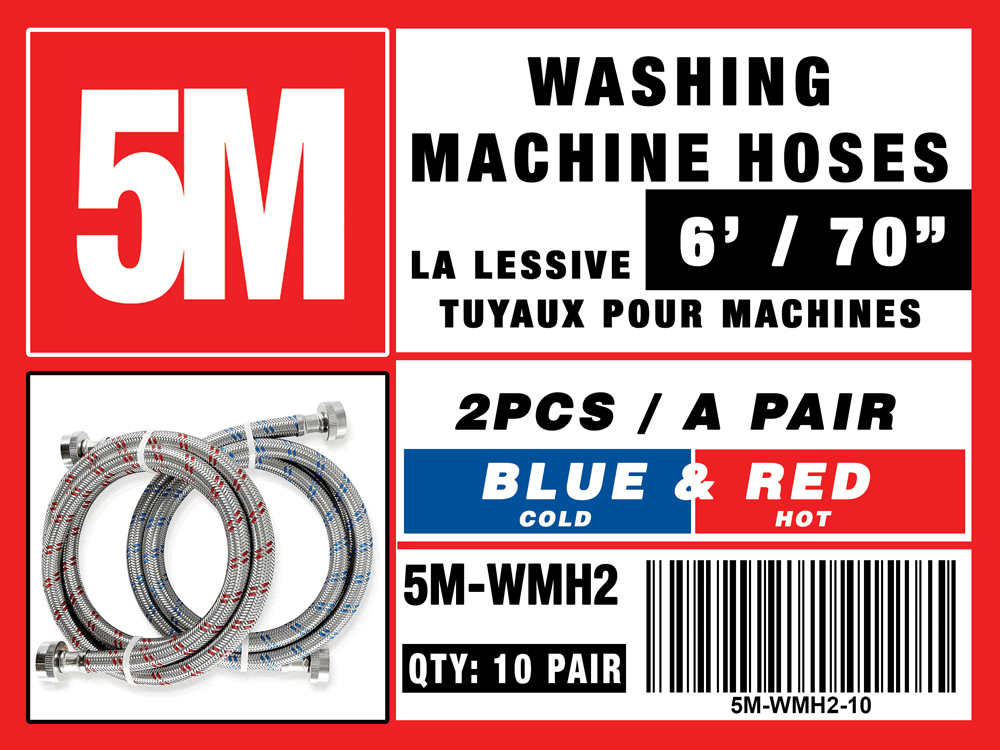 5M
WASHING
MACHINE HOSES
6’ / 70”
LA LESSIVE
TUYAUX POUR MACHINES
2PCS / A PAIR
BLUE & RED
COLD HOT
5M-WMH2
QTY: 10 PAIR
5M-WMH2-10